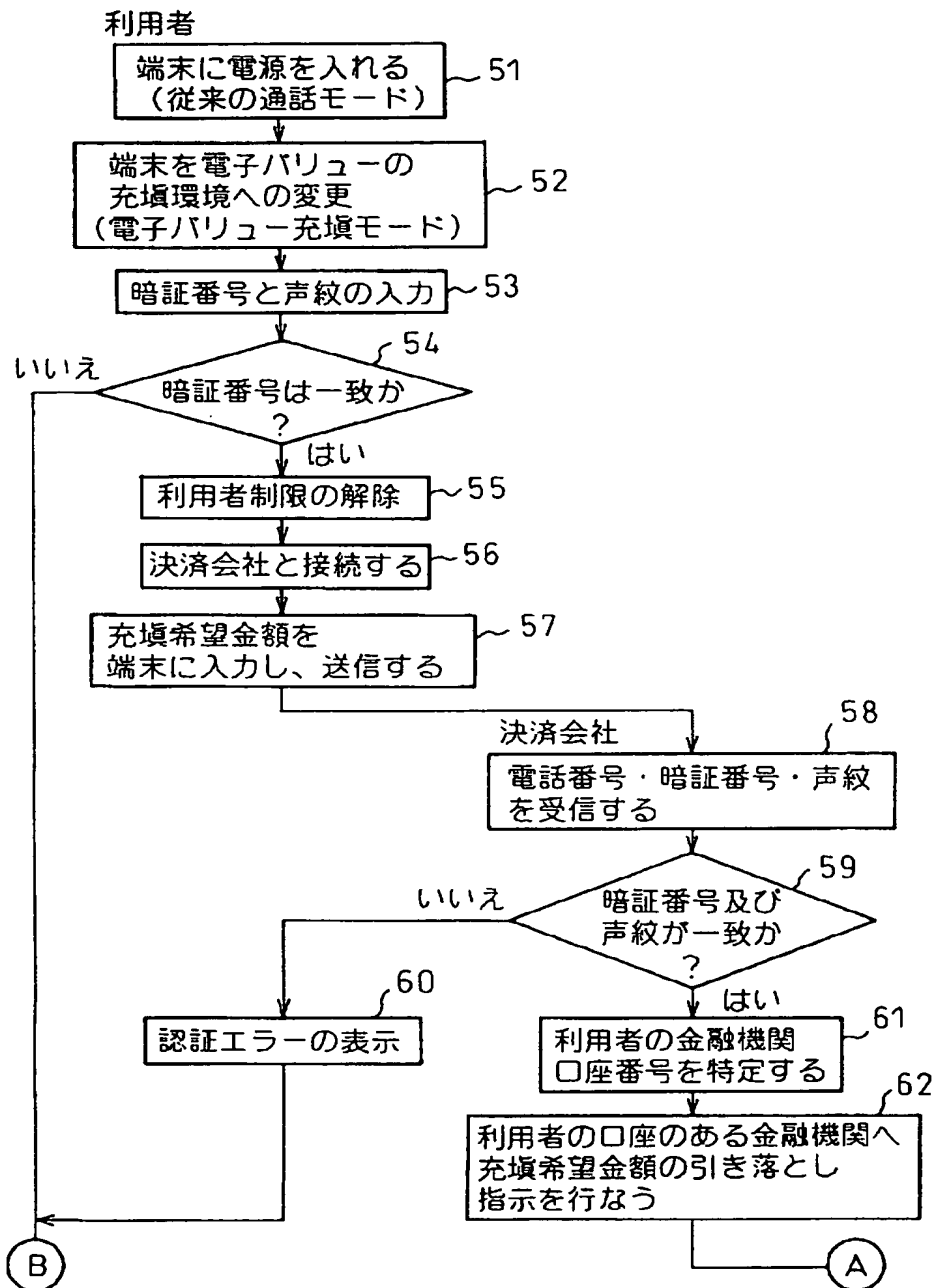 利用者
端末に電源を入れる
（従来の通話モード）
51
端末を電子バリューの
充塡環境への変更
（電子バリュー充塡モード）
52
暗証番号と声紋の入力
53
54
いいえ
暗証番号は一致か
?
はい
利用者制限の解除
55
決済会社と接続する
56
充塡希望金額を
端末に入力し、送信する
57
決済会社
58
電話番号・暗証番号・声紋
を受信する
59
いいえ
暗証番号及び
声紋が一致か
?
はい
60
認証エラーの表示
61
利用者の金融機関
口座番号を特定する
62
利用者の口座のある金融機関へ
充塡希望金額の引き落とし
指示を行なう
B
A